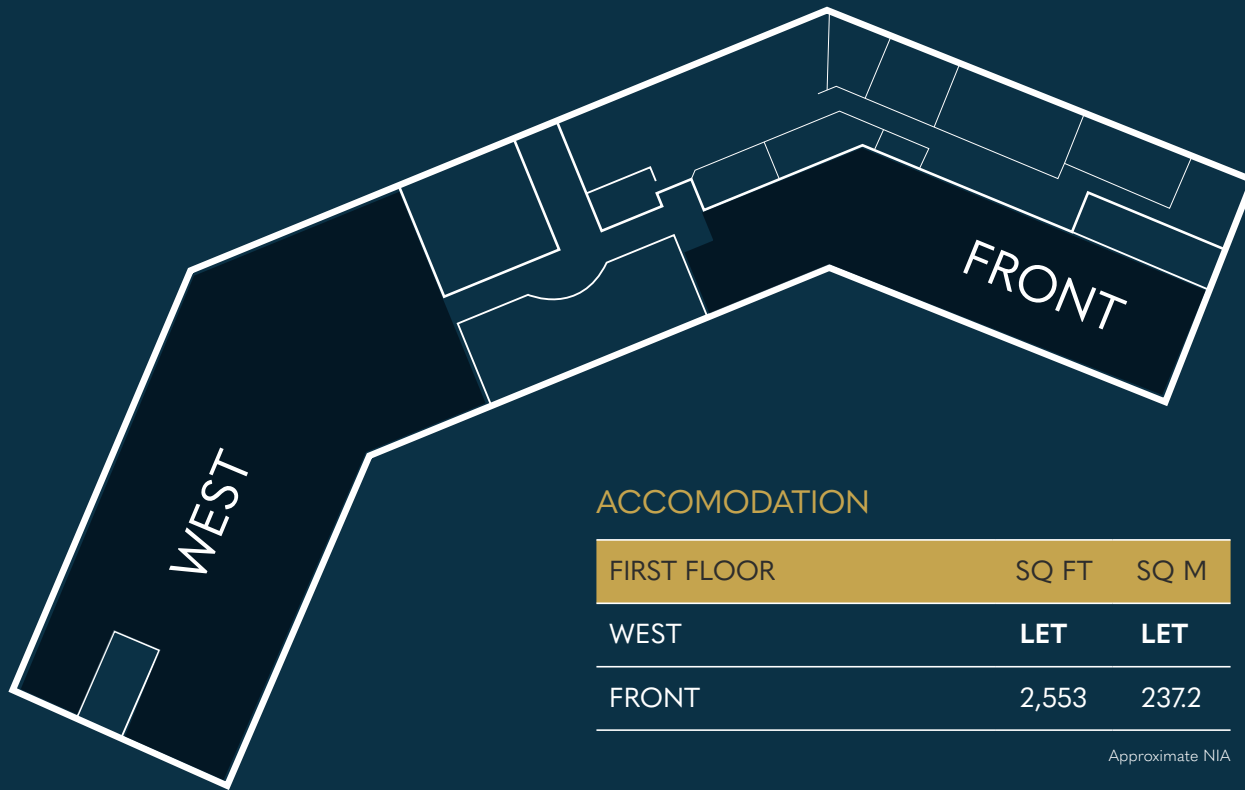 FRONT
WEST
ACCOMODATION
FIRST FLOOR SQ FT SQ M
WEST LET LET
FRONT 2,553 237.2
Approximate NIA